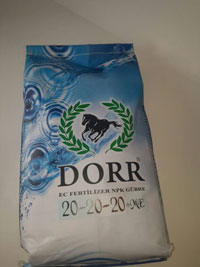 DORR®
EC FERTILIZER NPK GÜBRE
20-20-20+ME